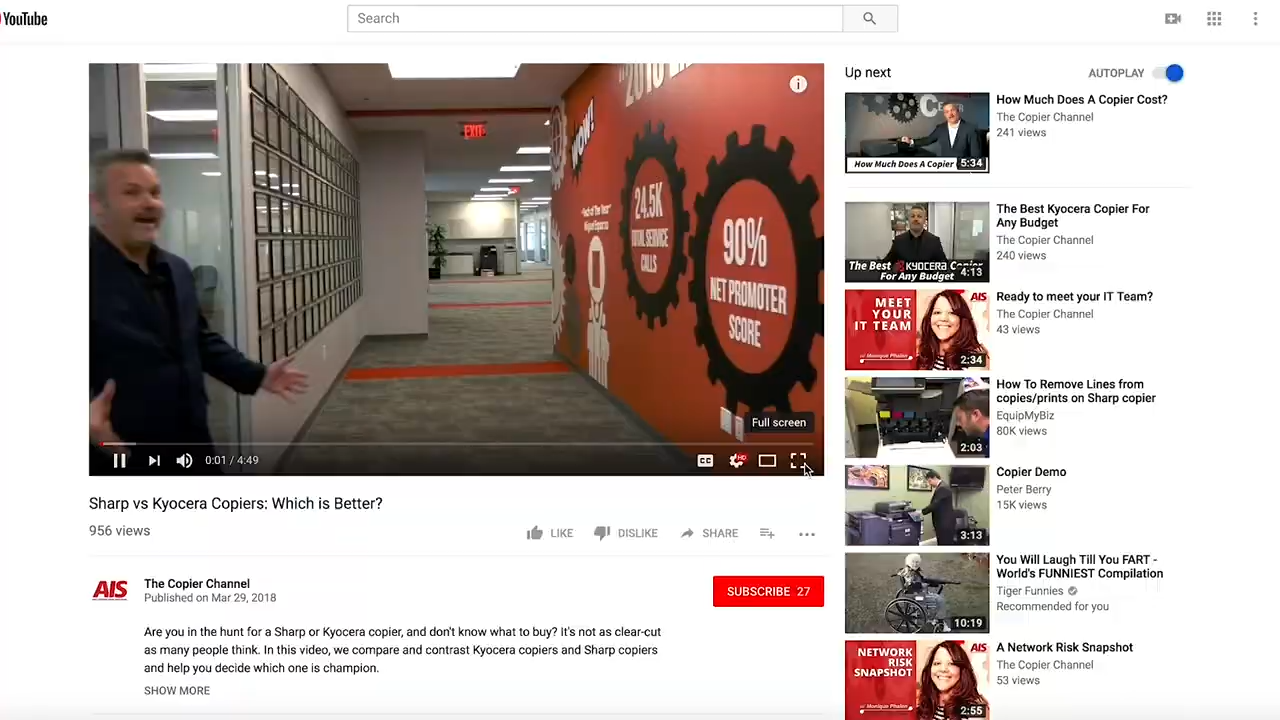 YouTube
Search
2016
WOW!
EXIT
24.5K
TOTAL SERVICE
CALLS
90%
NET PROMOTER
SCORE
Full screen
0:01 / 4:49
CC
HD
Sharp vs Kyocera Copiers: Which is Better?
956 views
LIKE
DISLIKE
SHARE
AIS
The Copier Channel
Published on Mar 29, 2018
SUBSCRIBE 27
Are you in the hunt for a Sharp or Kyocera copier, and don't know what to buy? It's not as clear-cut
as many people think. In this video, we compare and contrast Kyocera copiers and Sharp copiers
and help you decide which one is champion.
SHOW MORE
Up next
AUTOPLAY
How Much Does A Copier
5:34
How Much Does A Copier Cost?
The Copier Channel
241 views
The Best KYOCERA Copier
For Any Budget
4:13
The Best Kyocera Copier For
Any Budget
The Copier Channel
240 views
MEET
YOUR
IT TEAM
AIS
w/ Monique Phalen
2:34
Ready to meet your IT Team?
The Copier Channel
43 views
2:03
How To Remove Lines from
copies/prints on Sharp copier
EquipMyBiz
80K views
3:13
Copier Demo
Peter Berry
15K views
10:19
You Will Laugh Till You FART -
World's FUNNIEST Compilation
Tiger Funnies
Recommended for you
NETWORK
RISK
SNAPSHOT
AIS
w/ Monique Phalen
2:55
A Network Risk Snapshot
The Copier Channel
53 views